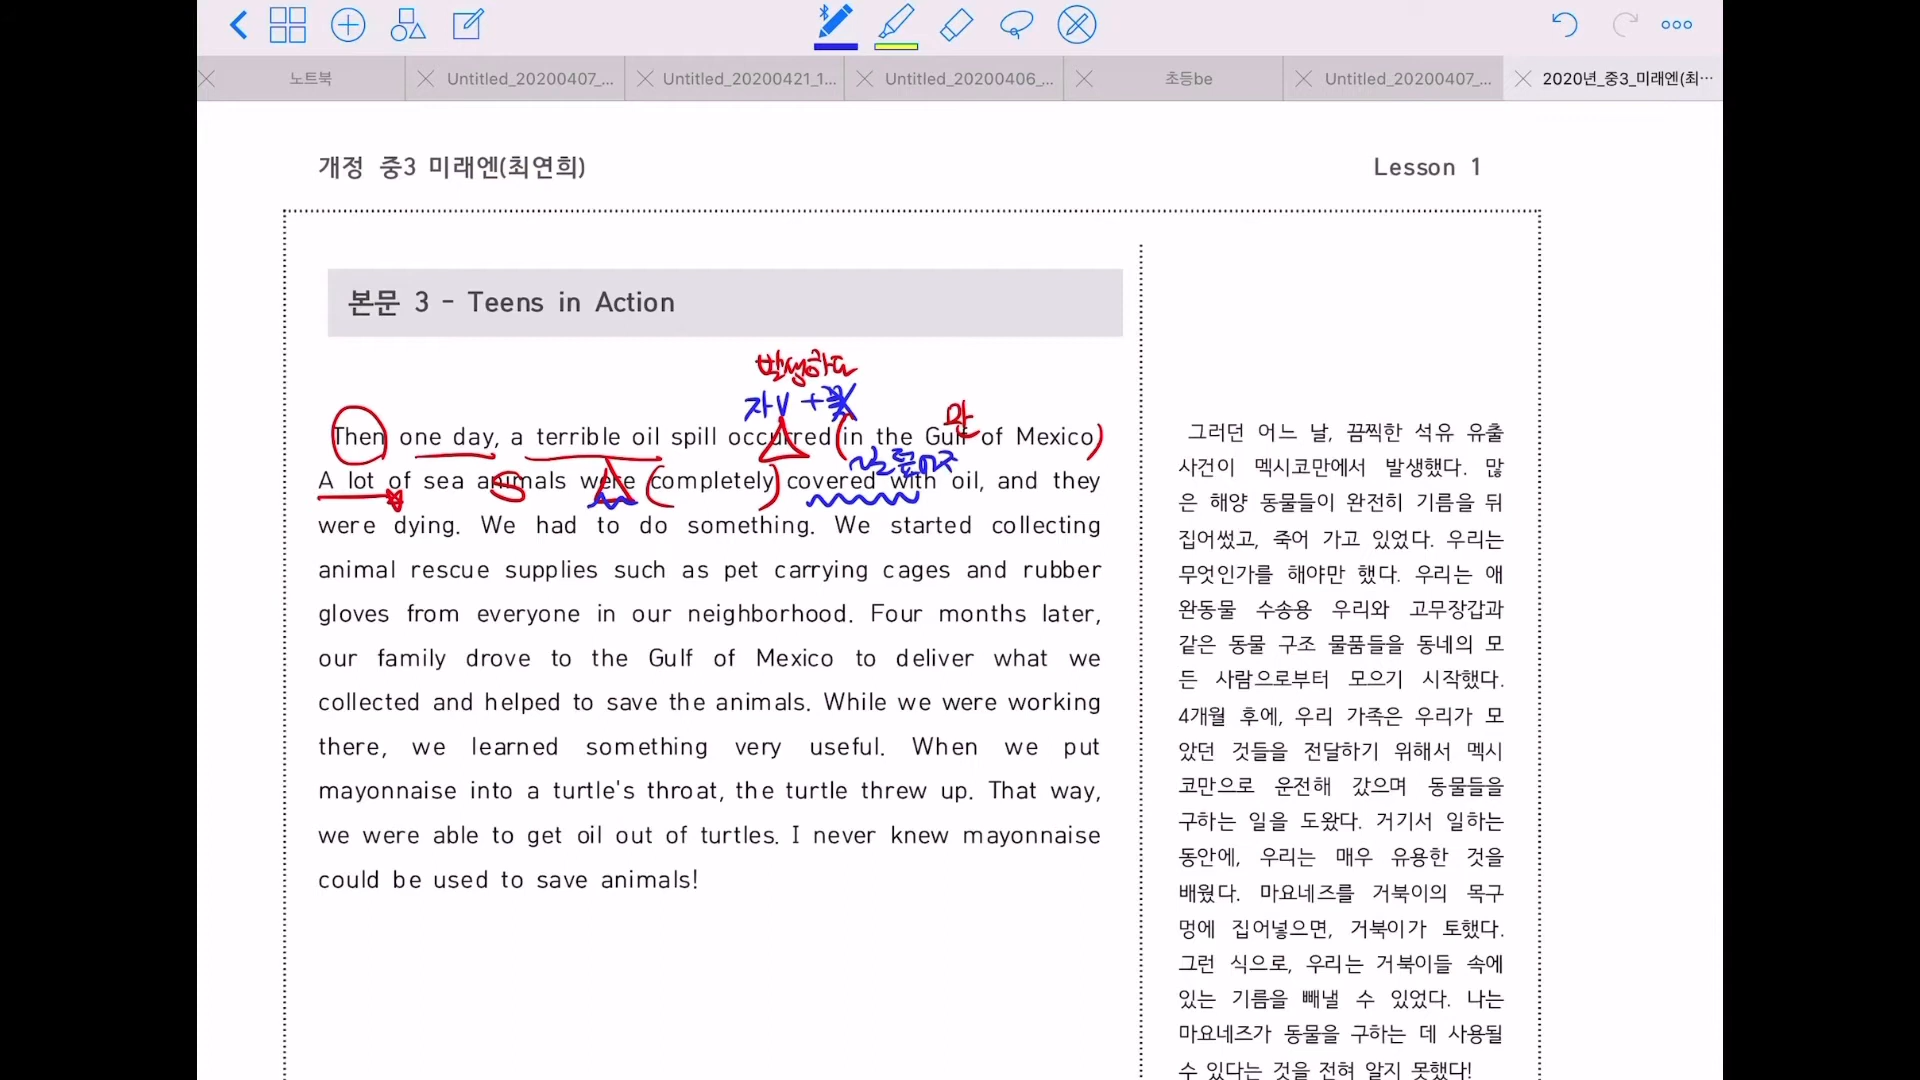 노트북 Untitled_20200407_... Untitled_20200421_1... Untitled_20200406_... 초등be Untitled_20200407_... 2020년_중3_미래엔(최...
개정 중3 미래엔(최연희) Lesson 1
본문 3 - Teens in Action
발생하다
자V + 꽃
만
Then one day, a terrible oil spill occurred in the Gulf of Mexico)
A lot of sea animals were (completely) covered with oil, and they
were dying. We had to do something. We started collecting
animal rescue supplies such as pet carrying cages and rubber
gloves from everyone in our neighborhood. Four months later,
our family drove to the Gulf of Mexico to deliver what we
collected and helped to save the animals. While we were working
there, we learned something very useful. When we put
mayonnaise into a turtle's throat, the turtle threw up. That way,
we were able to get oil out of turtles. I never knew mayonnaise
could be used to save animals!
그러던 어느 날, 끔찍한 석유 유출
사건이 멕시코만에서 발생했다. 많
은 해양 동물들이 완전히 기름을 뒤
집어썼고, 죽어 가고 있었다. 우리는
무엇인가를 해야만 했다. 우리는 애
완동물 수송용 우리와 고무장갑과
같은 동물 구조 물품들을 동네의 모
든 사람으로부터 모으기 시작했다.
4개월 후에, 우리 가족은 우리가 모
았던 것들을 전달하기 위해서 멕시
코만으로 운전해 갔으며 동물들을
구하는 일을 도왔다. 거기서 일하는
동안에, 우리는 매우 유용한 것을
배웠다. 마요네즈를 거북이의 목구
멍에 집어넣으면, 거북이가 토했다.
그런 식으로, 우리는 거북이들 속에
있는 기름을 빼낼 수 있었다. 나는
마요네즈가 동물을 구하는 데 사용될
수 있다는 것을 전혀 알지 못했다!